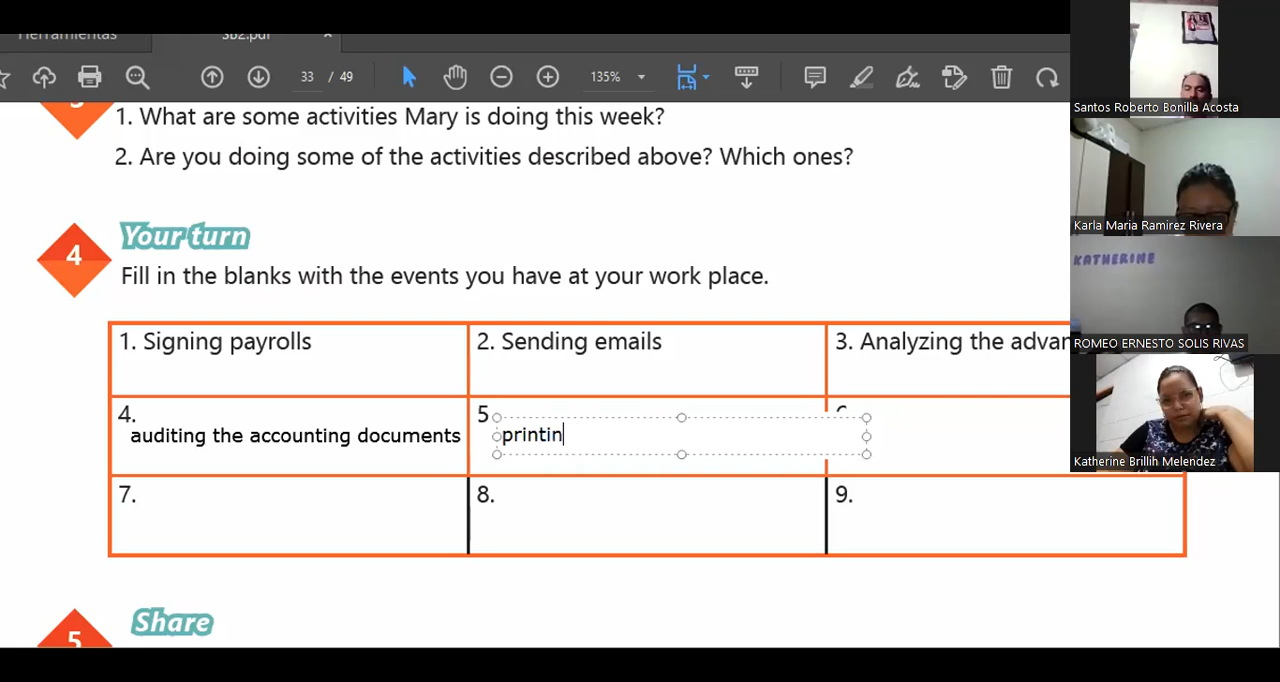 Herramientas
SB2.pdf
33 / 49
135%
1. What are some activities Mary is doing this week?
2. Are you doing some of the activities described above? Which ones?
4
Your turn
Fill in the blanks with the events you have at your work place.
1. Signing payrolls
2. Sending emails
3. Analyzing the advan
4.
auditing the accounting documents
5
printin
7.
8.
9.
5
Share
Santos Roberto Bonilla Acosta
Karla Maria Ramirez Rivera
KATHERINE
ROMEO ERNESTO SOLIS RIVAS
Katherine Brillih Melendez